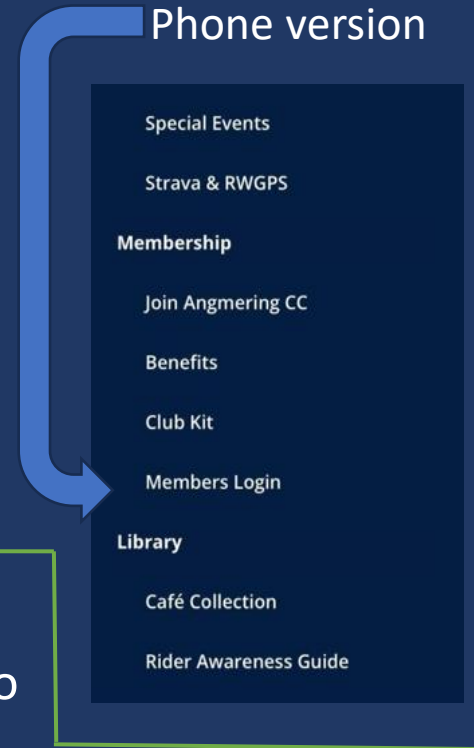 Phone version
Special Events
Strava & RWGPS
Membership
Join Angmering CC
Benefits
Club Kit
Members Login
Library
Café Collection
Rider Awareness Guide